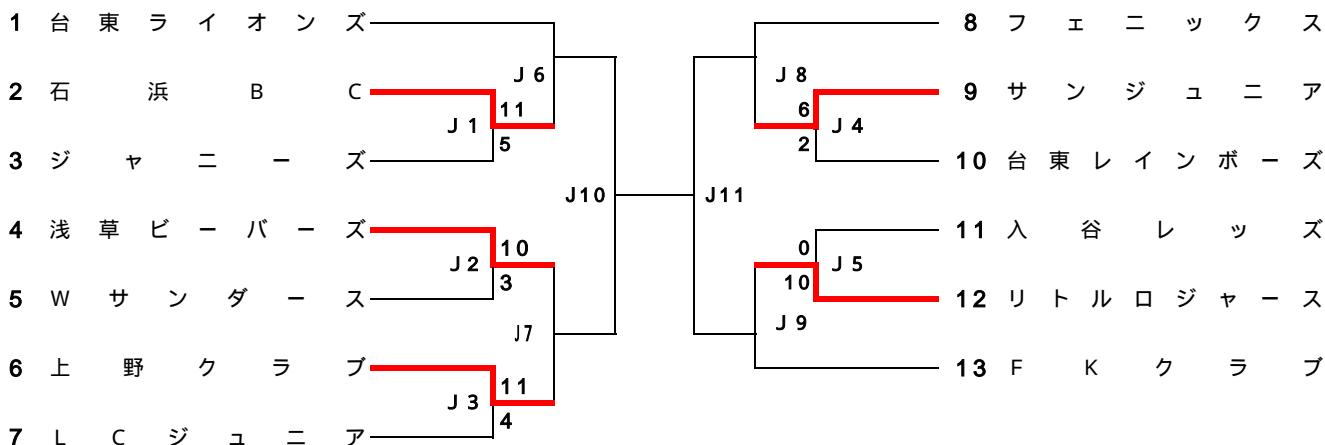 1 台東ライオンズ
8 フェニックス
J6
J8
2 石浜BC
11
6
9 サンジュニア
J1
J4
5
2
3 ジャニーズ
10 台東レインボーズ
J10
J11
4 浅草ビーバーズ
10
0
11 入谷レッズ
J2
J5
3
10
5 Wサンダース
12 リトルロジャース
J7
J9
6 上野クラブ
11
13 FKクラブ
J3
4
7 LCジュニア